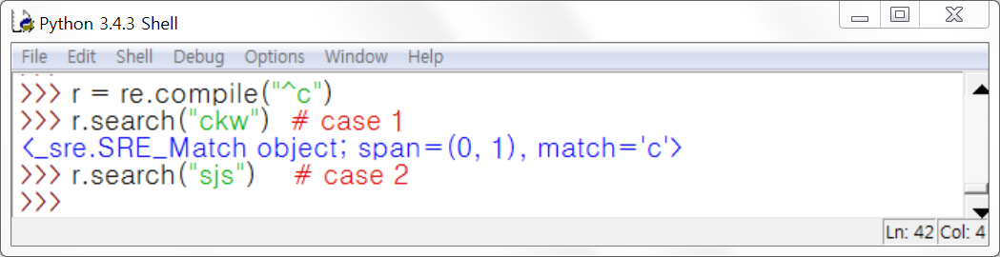 Python 3.4.3 Shell
File Edit Shell Debug Options Window Help
>>> r = re.compile("^c")
>>> r.search("ckw")  # case 1
<_sre.SRE_Match object; span=(0, 1), match='c'>
>>> r.search("sjs")    # case 2
>>>
Ln: 42 Col: 4